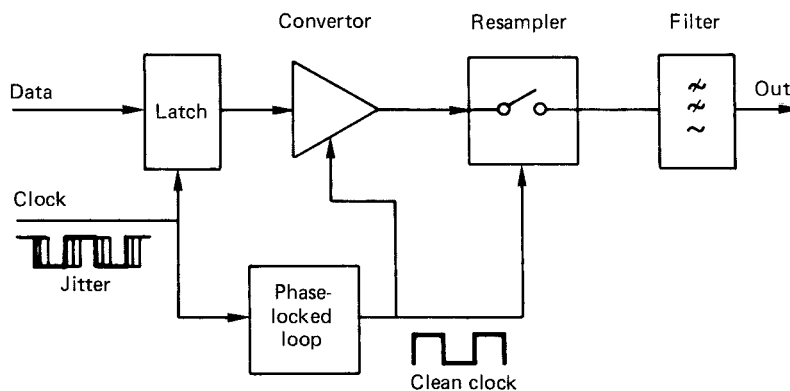 Convertor
Resampler
Filter
Data
Latch
Out
Clock
Jitter
Phase-
locked
loop
Clean clock